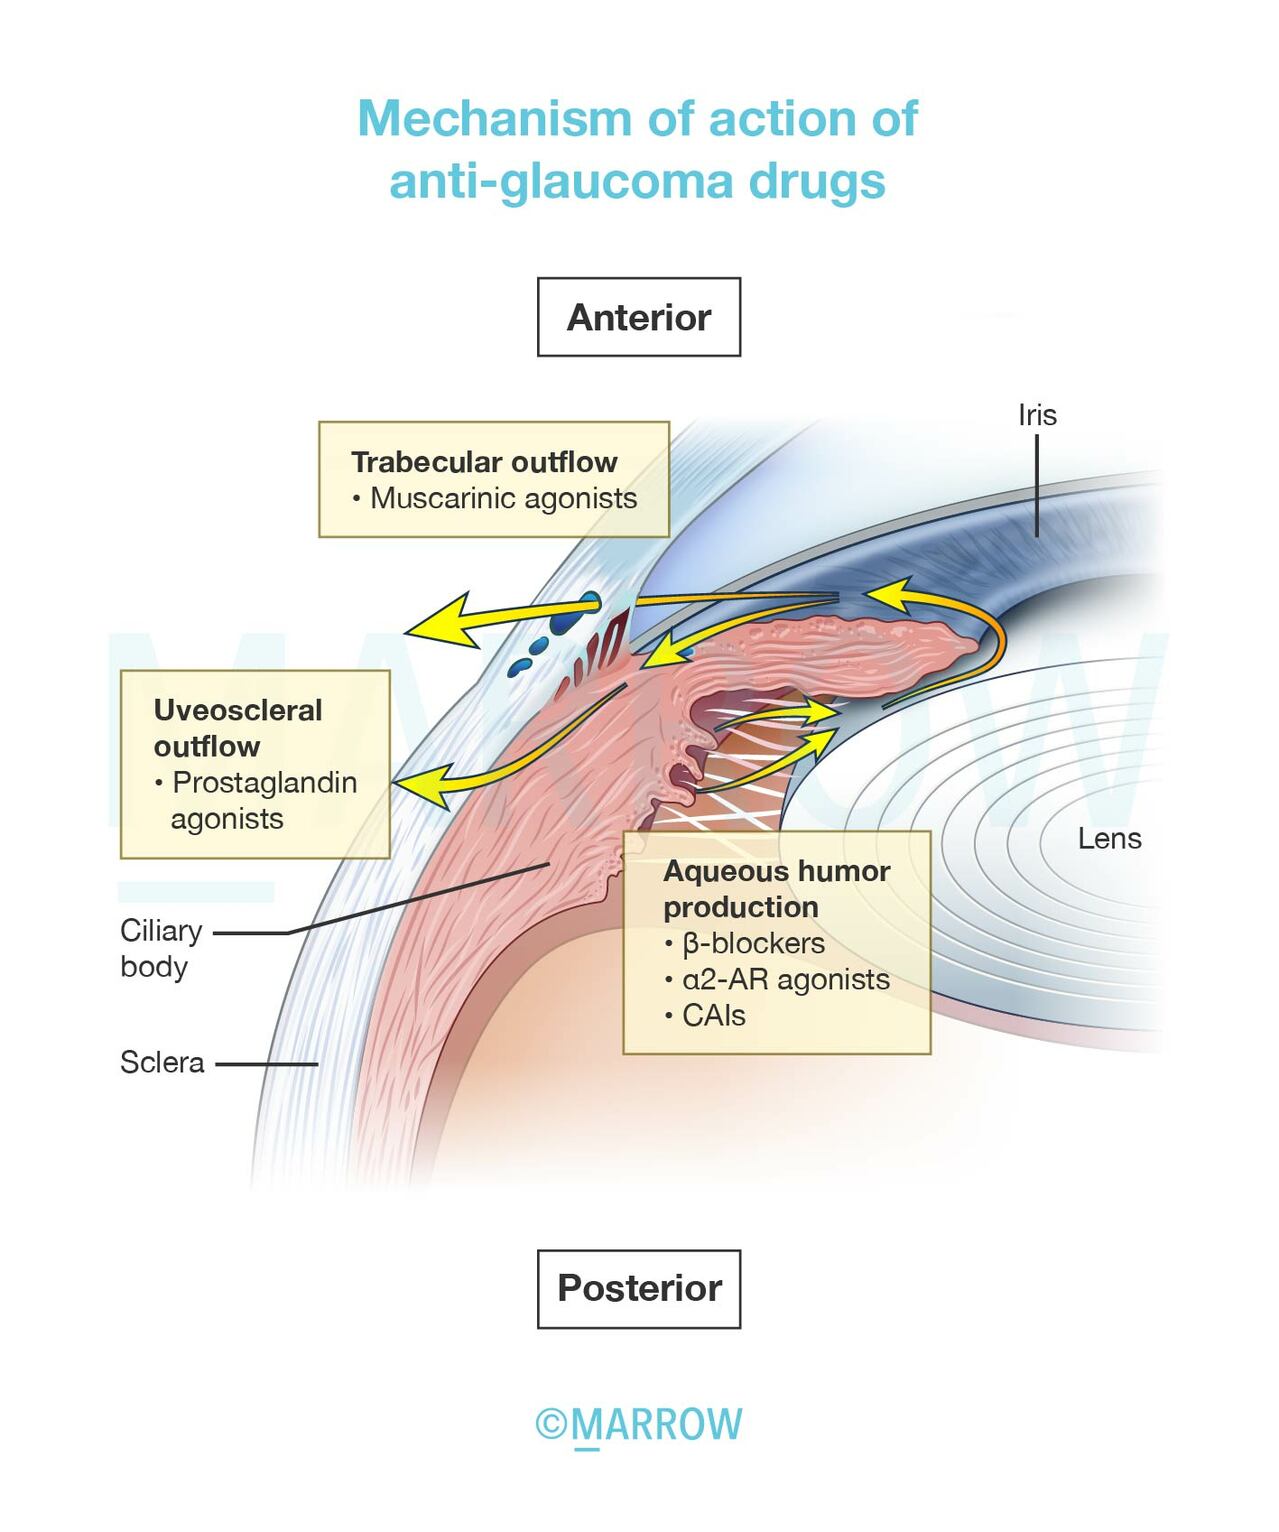 Mechanism of action of
anti-glaucoma drugs
Anterior
Iris
Trabecular outflow
• Muscarinic agonists
Uveoscleral
outflow
• Prostaglandin
agonists
Lens
Aqueous humor
production
• β-blockers
• α2-AR agonists
• CAIs
Ciliary
body
Sclera
Posterior
©MARROW
MARROW